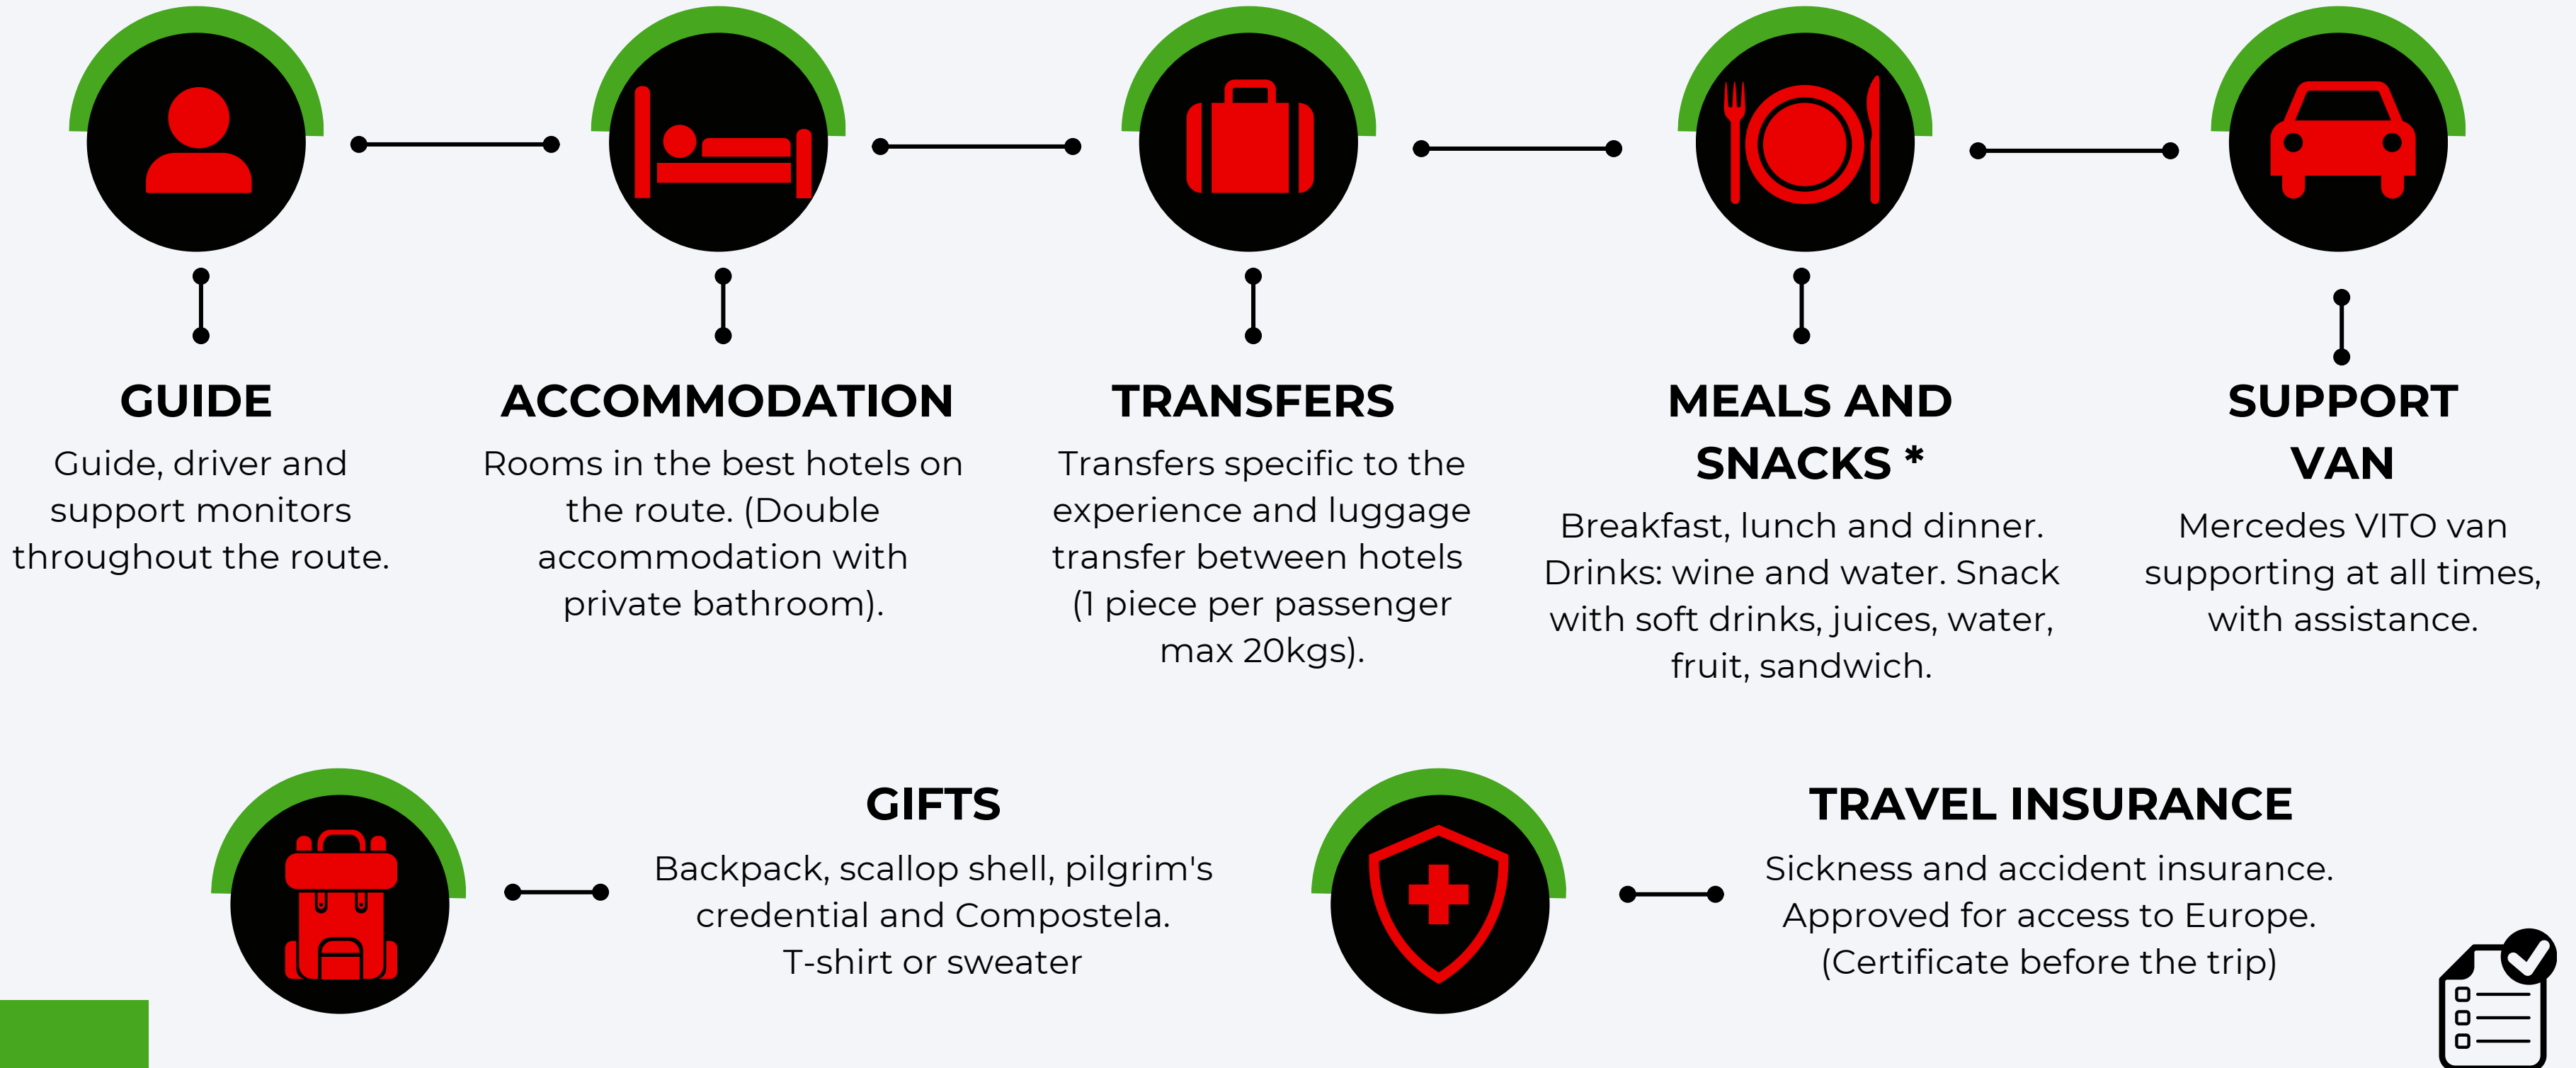 GUIDE
Guide, driver and
support monitors
throughout the route.
ACCOMMODATION
Rooms in the best hotels on
the route. (Double
accommodation with
private bathroom).
TRANSFERS
Transfers specific to the
experience and luggage
transfer between hotels
(1 piece per passenger
max 20kgs).
MEALS AND
SNACKS *
Breakfast, lunch and dinner.
Drinks: wine and water. Snack
with soft drinks, juices, water,
fruit, sandwich.
SUPPORT
VAN
Mercedes VITO van
supporting at all times,
with assistance.
GIFTS
Backpack, scallop shell, pilgrim's
credential and Compostela.
T-shirt or sweater
TRAVEL INSURANCE
Sickness and accident insurance.
Approved for access to Europe.
(Certificate before the trip)